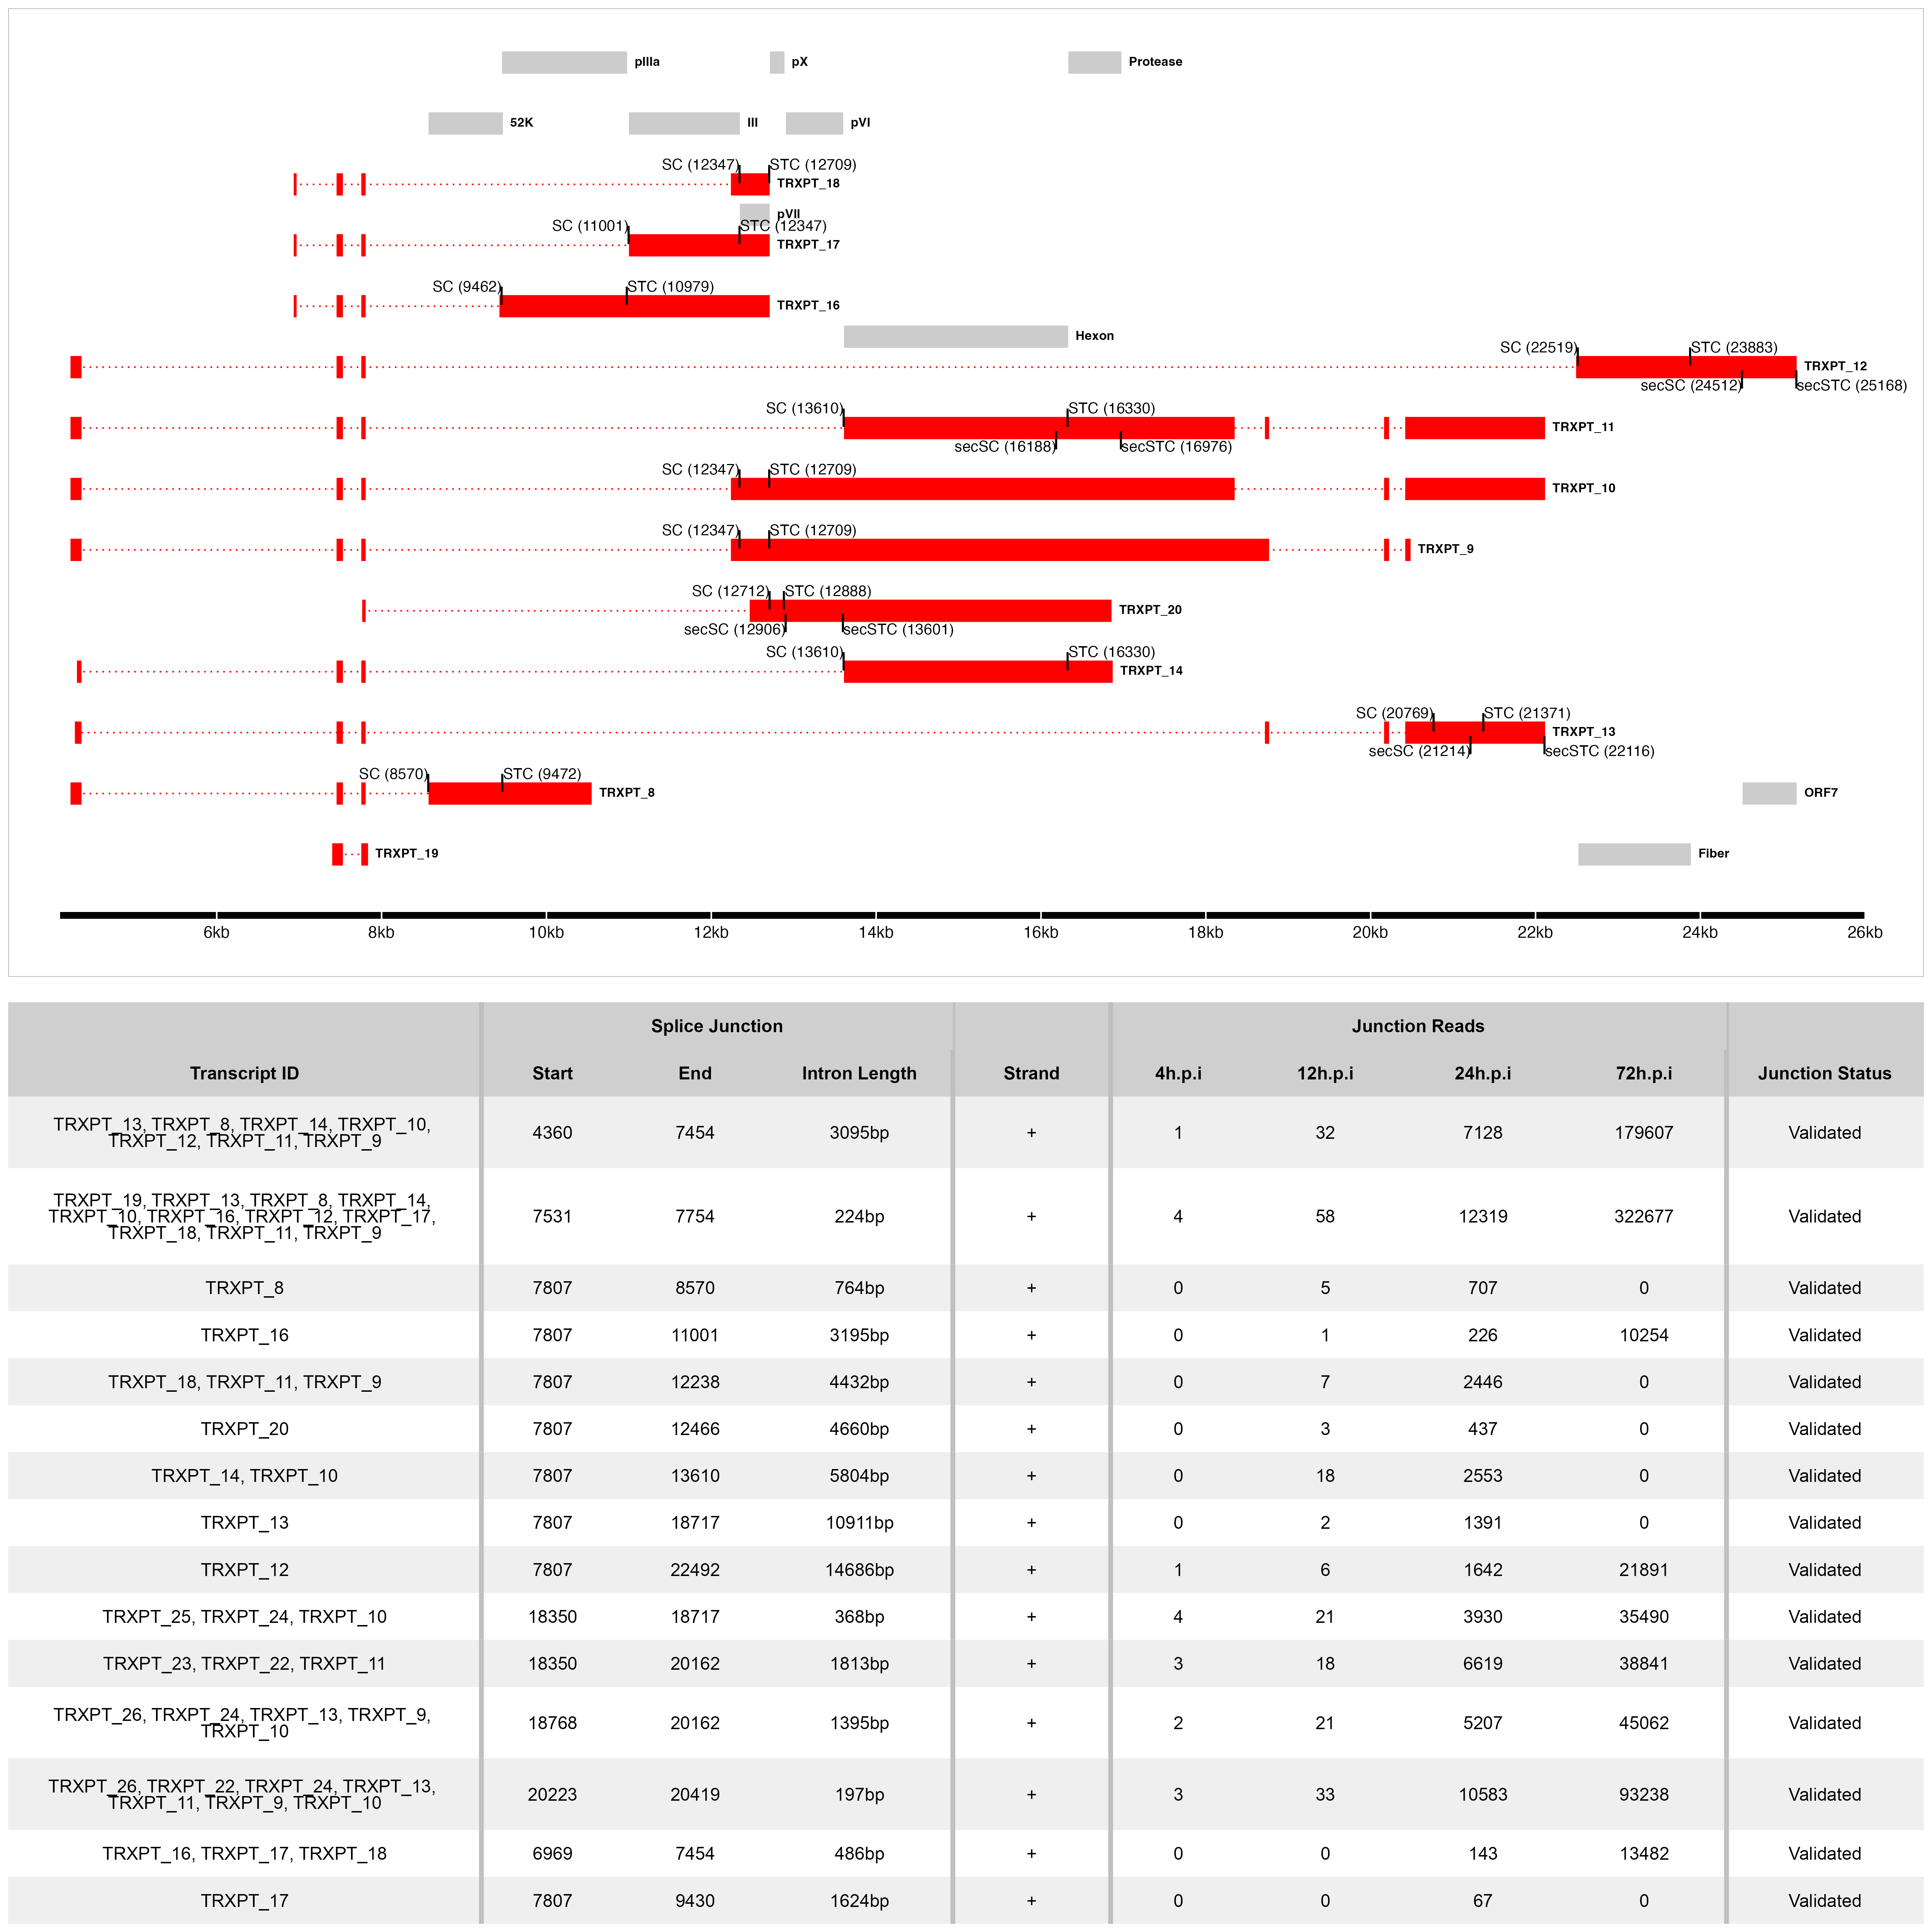 pIIIa
pX
Protease
52K
III
pVI
SC (12347)
STC (12709)
TRXPT_18
pVII
SC (11001)
STC (12347)
TRXPT_17
SC (9462)
STC (10979)
TRXPT_16
Hexon
SC (22519)
STC (23883)
TRXPT_12
secSC (24512)
secSTC (25168)
SC (13610)
STC (16330)
TRXPT_11
secSC (16188)
secSTC (16976)
SC (12347)
STC (12709)
TRXPT_10
SC (12347)
STC (12709)
TRXPT_9
SC (12712)
STC (12888)
TRXPT_20
secSC (12906)
secSTC (13601)
SC (13610)
STC (16330)
TRXPT_14
SC (20769)
STC (21371)
TRXPT_13
secSC (21214)
secSTC (22116)
SC (8570)
STC (9472)
TRXPT_8
ORF7
TRXPT_19
Fiber
6kb 8kb 10kb 12kb 14kb 16kb 18kb 20kb 22kb 24kb 26kb
Splice Junction Junction Reads
Transcript ID Start End Intron Length Strand 4h.p.i 12h.p.i 24h.p.i 72h.p.i Junction Status
TRXPT_13, TRXPT_8, TRXPT_14, TRXPT_10,
TRXPT_12, TRXPT_11, TRXPT_9
4360 7454 3095bp + 1 32 7128 179607 Validated
TRXPT_19, TRXPT_13, TRXPT_8, TRXPT_14,
TRXPT_10, TRXPT_16, TRXPT_12, TRXPT_17,
TRXPT_18, TRXPT_11, TRXPT_9
7531 7754 224bp + 4 58 12319 322677 Validated
TRXPT_8 7807 8570 764bp + 0 5 707 0 Validated
TRXPT_16 7807 11001 3195bp + 0 1 226 10254 Validated
TRXPT_18, TRXPT_11, TRXPT_9 7807 12238 4432bp + 0 7 2446 0 Validated
TRXPT_20 7807 12466 4660bp + 0 3 437 0 Validated
TRXPT_14, TRXPT_10 7807 13610 5804bp + 0 18 2553 0 Validated
TRXPT_13 7807 18717 10911bp + 0 2 1391 0 Validated
TRXPT_12 7807 22492 14686bp + 1 6 1642 21891 Validated
TRXPT_25, TRXPT_24, TRXPT_10 18350 18717 368bp + 4 21 3930 35490 Validated
TRXPT_23, TRXPT_22, TRXPT_11 18350 20162 1813bp + 3 18 6619 38841 Validated
TRXPT_26, TRXPT_24, TRXPT_13, TRXPT_9,
TRXPT_10
18768 20162 1395bp + 2 21 5207 45062 Validated
TRXPT_26, TRXPT_22, TRXPT_24, TRXPT_13,
TRXPT_11, TRXPT_9, TRXPT_10
20223 20419 197bp + 3 33 10583 93238 Validated
TRXPT_16, TRXPT_17, TRXPT_18 6969 7454 486bp + 0 0 143 13482 Validated
TRXPT_17 7807 9430 1624bp + 0 0 67 0 Validated